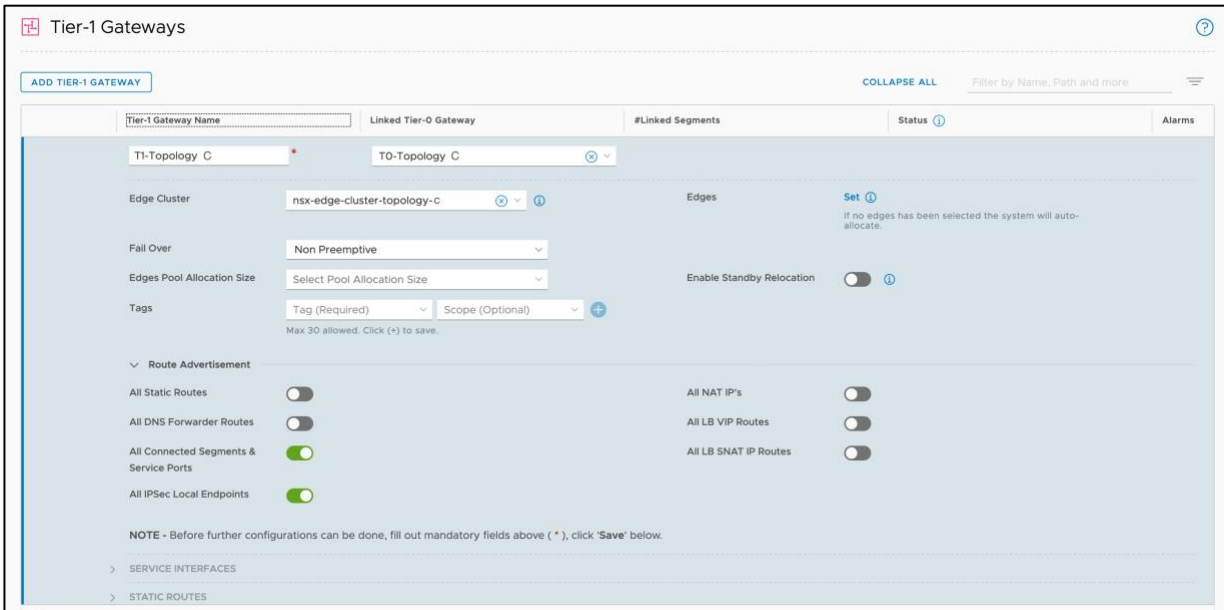 Tier-1 Gateways
ADD TIER-1 GATEWAY
COLLAPSE ALL
Filter by Name, Path and more
Tier-1 Gateway Name
Linked Tier-0 Gateway
#Linked Segments
Status
Alarms
T1-Topology C
*
T0-Topology C
Edge Cluster
nsx-edge-cluster-topology-c
Edges
Set
If no edges has been selected the system will auto-
allocate.
Fail Over
Non Preemptive
Edges Pool Allocation Size
Select Pool Allocation Size
Enable Standby Relocation
Tags
Tag (Required)
Scope (Optional)
Max 30 allowed. Click (+) to save.
Route Advertisement
All Static Routes
All NAT IP's
All DNS Forwarder Routes
All LB VIP Routes
All Connected Segments &
Service Ports
All LB SNAT IP Routes
All IPSec Local Endpoints
NOTE - Before further configurations can be done, fill out mandatory fields above ( * ), click 'Save' below.
SERVICE INTERFACES
STATIC ROUTES